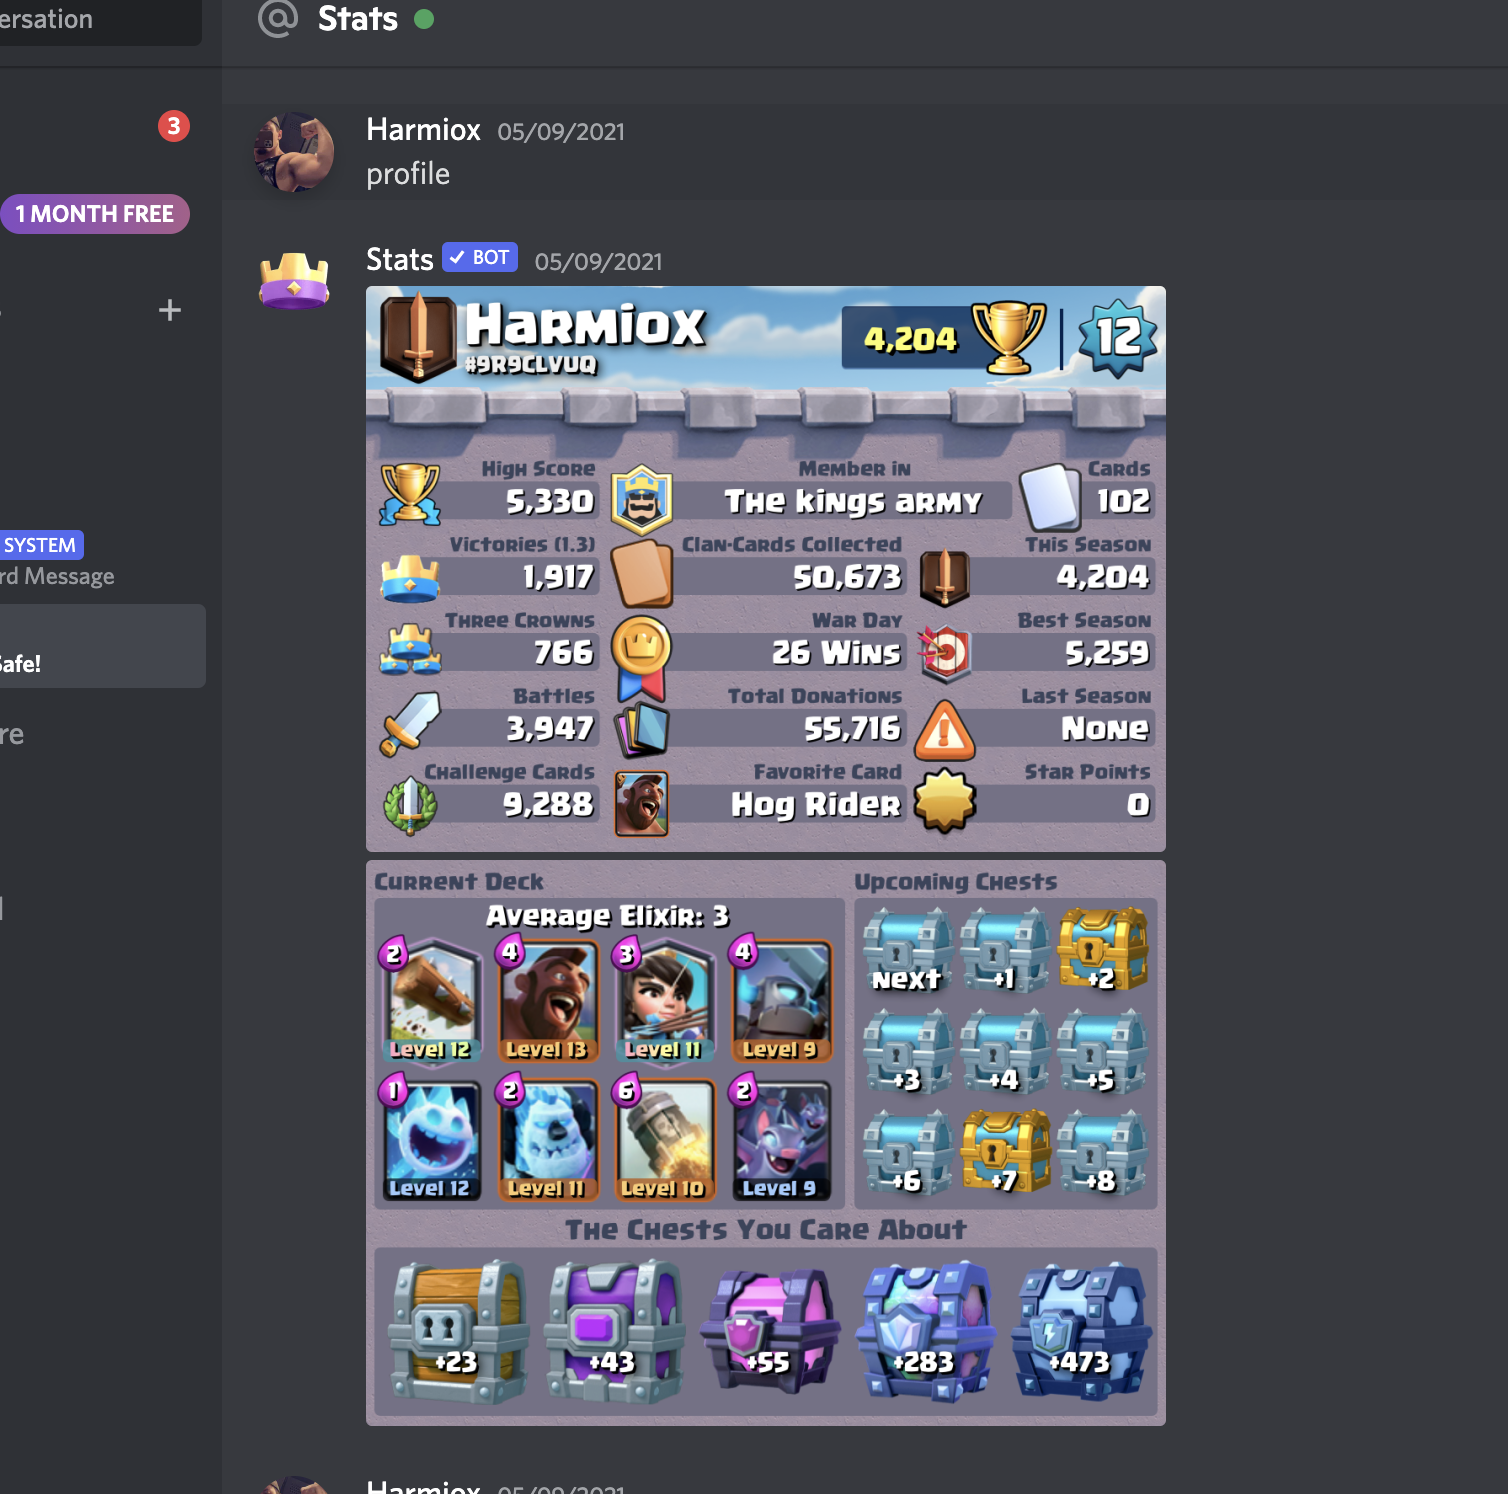 ersation
@ Stats
3
Harmiox 05/09/2021
profile
1 MONTH FREE
Stats ✓ BOT 05/09/2021
Harmiox
#9R9CLVUQ
4,204
12
High Score
5,330
Member in
The kings army
Cards
102
Victories (1.3)
1,917
Clan-Cards Collected
50,673
This Season
4,204
SYSTEM
rd Message
Three Crowns
766
War Day
26 Wins
Best Season
5,259
Safe!
Battles
3,947
Total Donations
55,716
Last Season
None
re
Challenge Cards
9,288
Favorite Card
Hog Rider
Star Points
0
Current Deck
Average Elixir: 3
2
4
3
4
Level 12
Level 13
Level 11
Level 9
1
2
6
2
Level 12
Level 11
Level 10
Level 9
Upcoming Chests
Next
+1
+2
+3
+4
+5
+6
+7
+8
The Chests You Care About
+23
+43
+55
+283
+473
Harmiox 05/09/2021